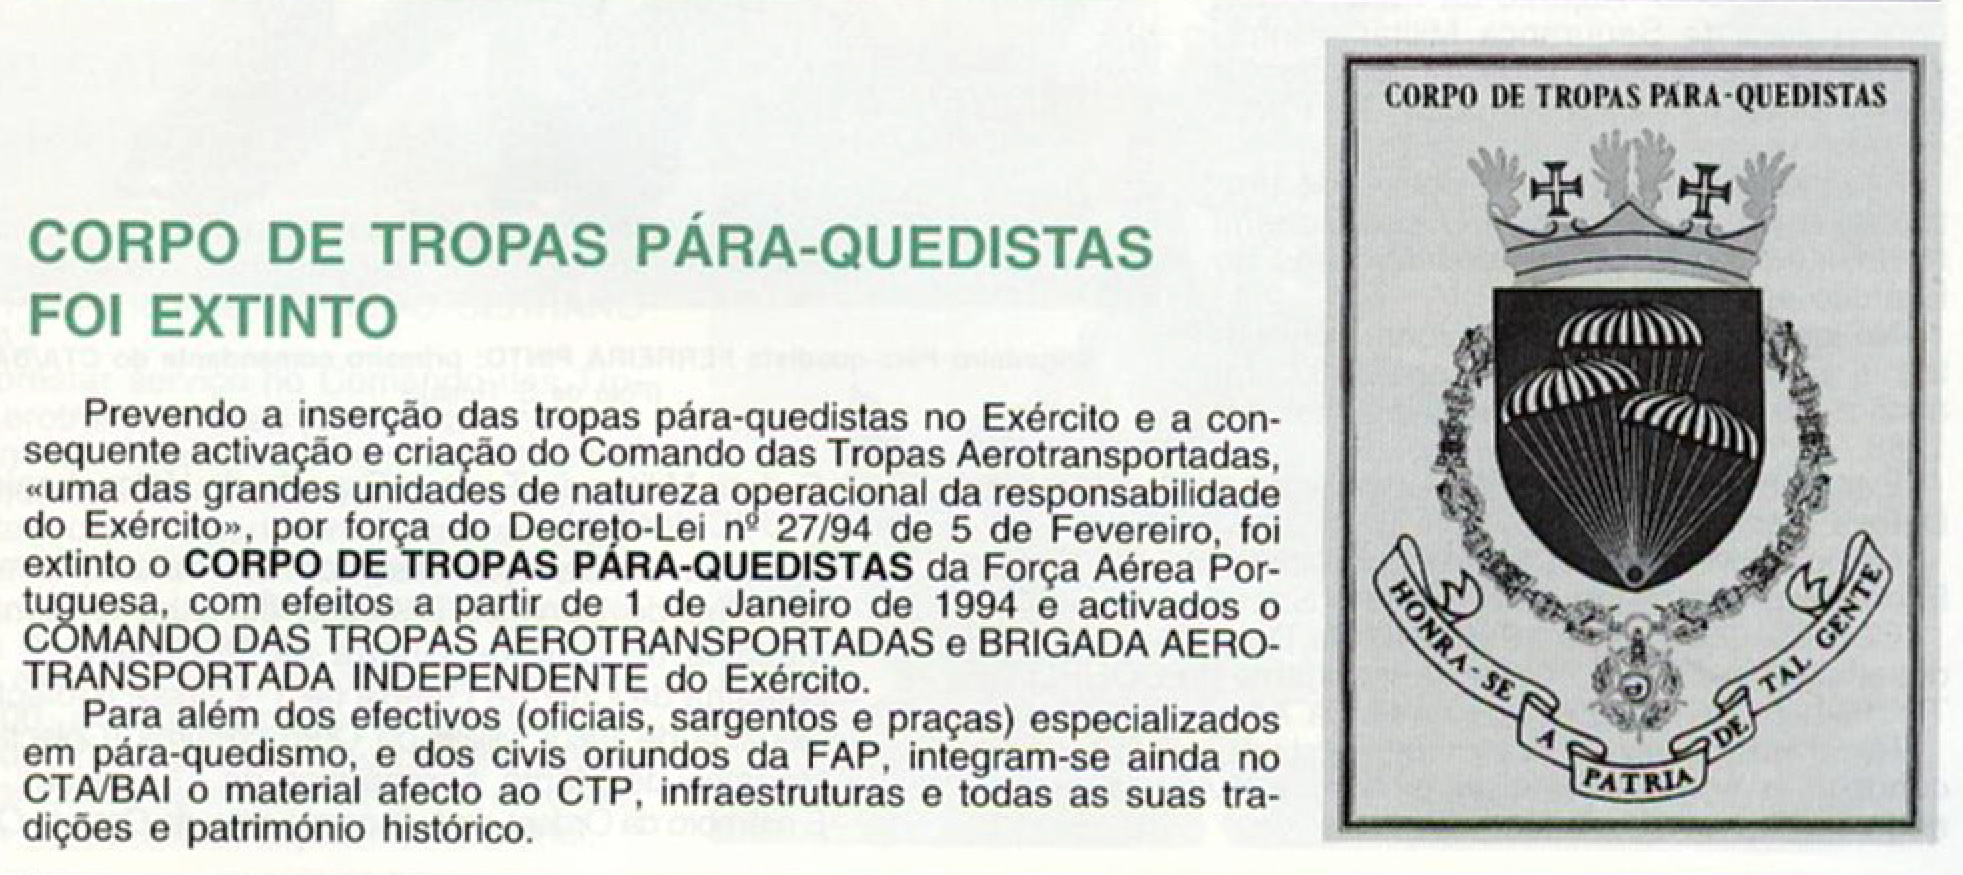 CORPO DE TROPAS PÁRA-QUEDISTAS
FOI EXTINTO
Prevendo a inserção das tropas pára-quedistas no Exército e a con-
sequente activação e criação do Comando das Tropas Aerotransportadas,
«uma das grandes unidades de natureza operacional da responsabilidade
do Exército», por força do Decreto-Lei nº 27/94 de 5 de Fevereiro, foi
extinto o CORPO DE TROPAS PÁRA-QUEDISTAS da Força Aérea Por-
tuguesa, com efeitos a partir de 1 de Janeiro de 1994 e activados o
COMANDO DAS TROPAS AEROTRANSPORTADAS e BRIGADA AERO-
TRANSPORTADA INDEPENDENTE do Exército.
Para além dos efectivos (oficiais, sargentos e praças) especializados
em pára-quedismo, e dos civis oriundos da FAP, integram-se ainda no
CTA/BAI o material afecto ao CTP, infraestruturas e todas as suas tra-
dições e património histórico.
CORPO DE TROPAS PÁRA-QUEDISTAS
HONRA-SE A PATRIA DE TAL GENTE